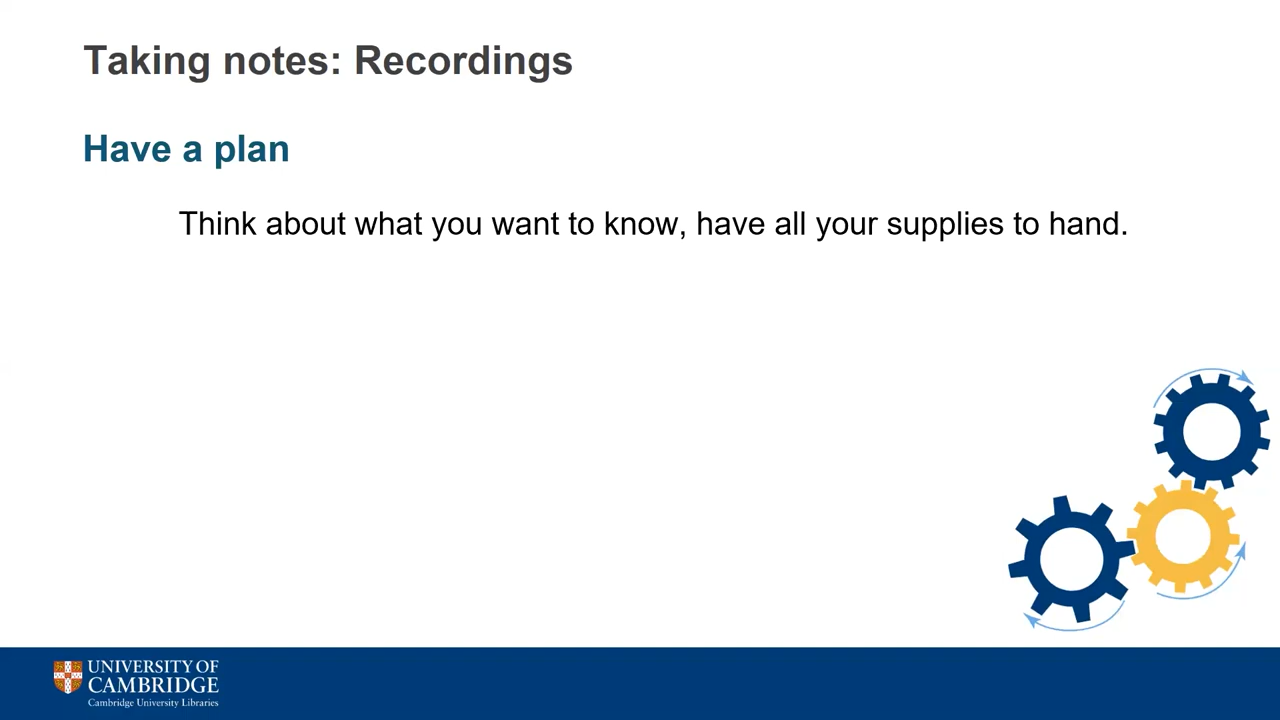 Taking notes: Recordings
Have a plan
Think about what you want to know, have all your supplies to hand.
UNIVERSITY OF
CAMBRIDGE
Cambridge University Libraries